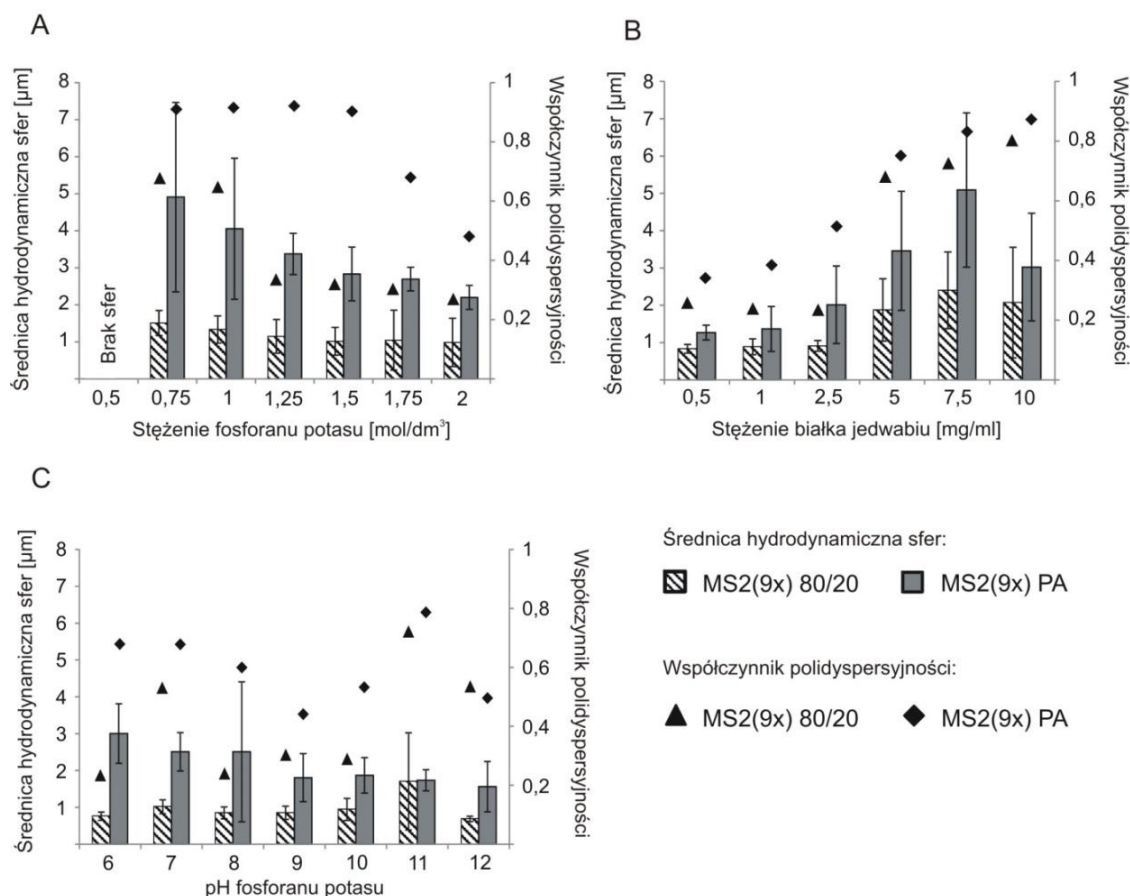 A
Średnica hydrodynamiczna sfer [µm]
8
7
6
5
4
3
2
1
Brak sfer
0,5 0,75 1 1,25 1,5 1,75 2
Stężenie fosforanu potasu [mol/dm³]
1
0,8
0,6
0,4
0,2
Współczynnik polidyspersyjności
B
Średnica hydrodynamiczna sfer [µm]
8
7
6
5
4
3
2
1
0,5 1 2,5 5 7,5 10
Stężenie białka jedwabiu [mg/ml]
1
0,8
0,6
0,4
0,2
Współczynnik polidyspersyjności
C
Średnica hydrodynamiczna sfer [µm]
8
7
6
5
4
3
2
1
6 7 8 9 10 11 12
pH fosforanu potasu
1
0,8
0,6
0,4
0,2
Współczynnik polidyspersyjności
Średnica hydrodynamiczna sfer:
MS2(9x) 80/20 MS2(9x) PA
Współczynnik polidyspersyjności:
MS2(9x) 80/20 MS2(9x) PA